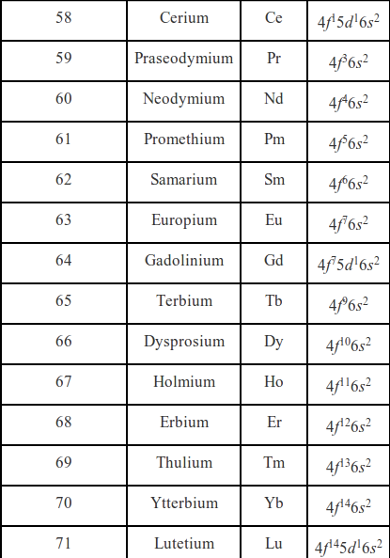 58 Cerium Ce 4f¹5d¹6s²
59 Praseodymium Pr 4f³6s²
60 Neodymium Nd 4f⁴6s²
61 Promethium Pm 4f⁵6s²
62 Samarium Sm 4f⁶6s²
63 Europium Eu 4f⁷6s²
64 Gadolinium Gd 4f⁷5d¹6s²
65 Terbium Tb 4f⁹6s²
66 Dysprosium Dy 4f¹⁰6s²
67 Holmium Ho 4f¹¹6s²
68 Erbium Er 4f¹²6s²
69 Thulium Tm 4f¹³6s²
70 Ytterbium Yb 4f¹⁴6s²
71 Lutetium Lu 4f¹⁴5d¹6s²